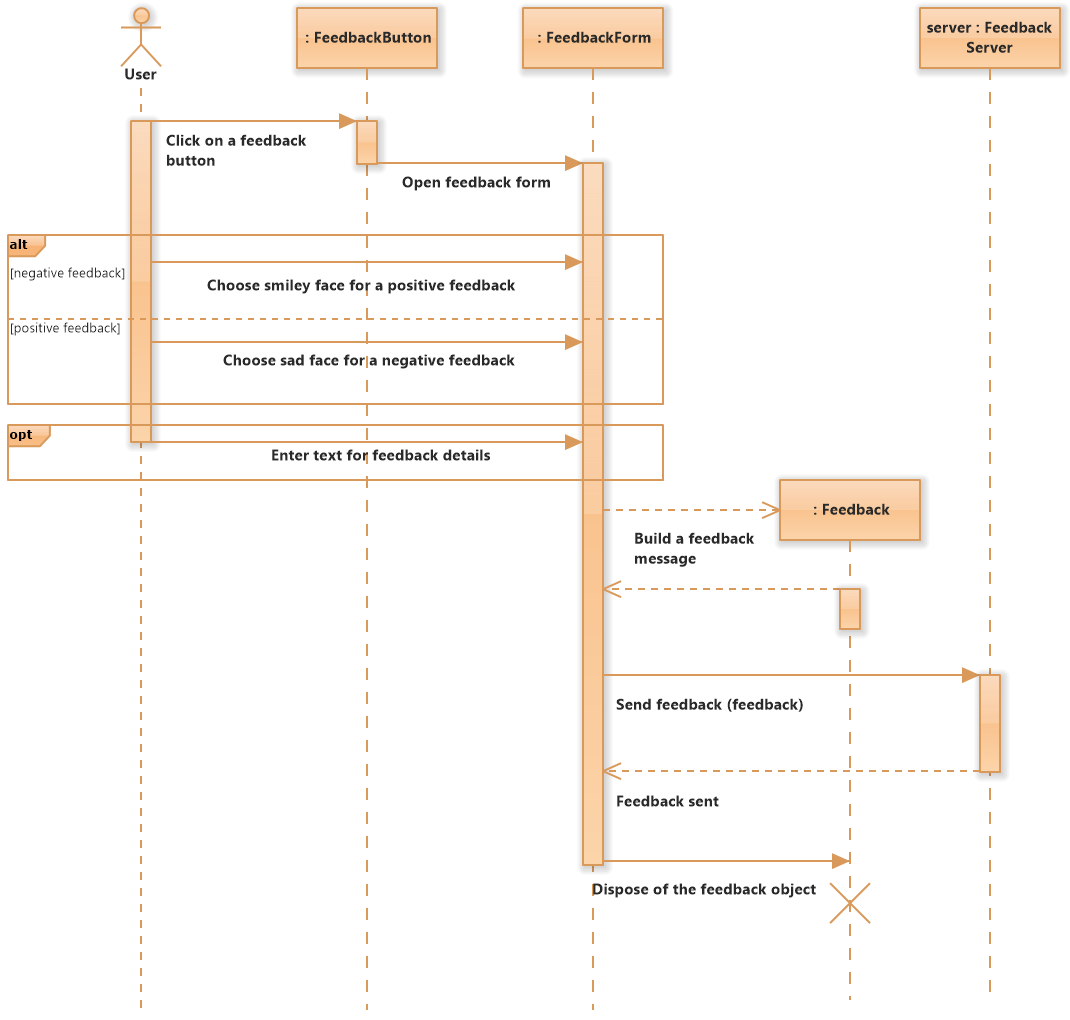 User
: FeedbackButton
: FeedbackForm
server : Feedback
Server
Click on a feedback
button
Open feedback form
alt
[negative feedback]
Choose smiley face for a positive feedback
[positive feedback]
Choose sad face for a negative feedback
opt
Enter text for feedback details
: Feedback
Build a feedback
message
Send feedback (feedback)
Feedback sent
Dispose of the feedback object